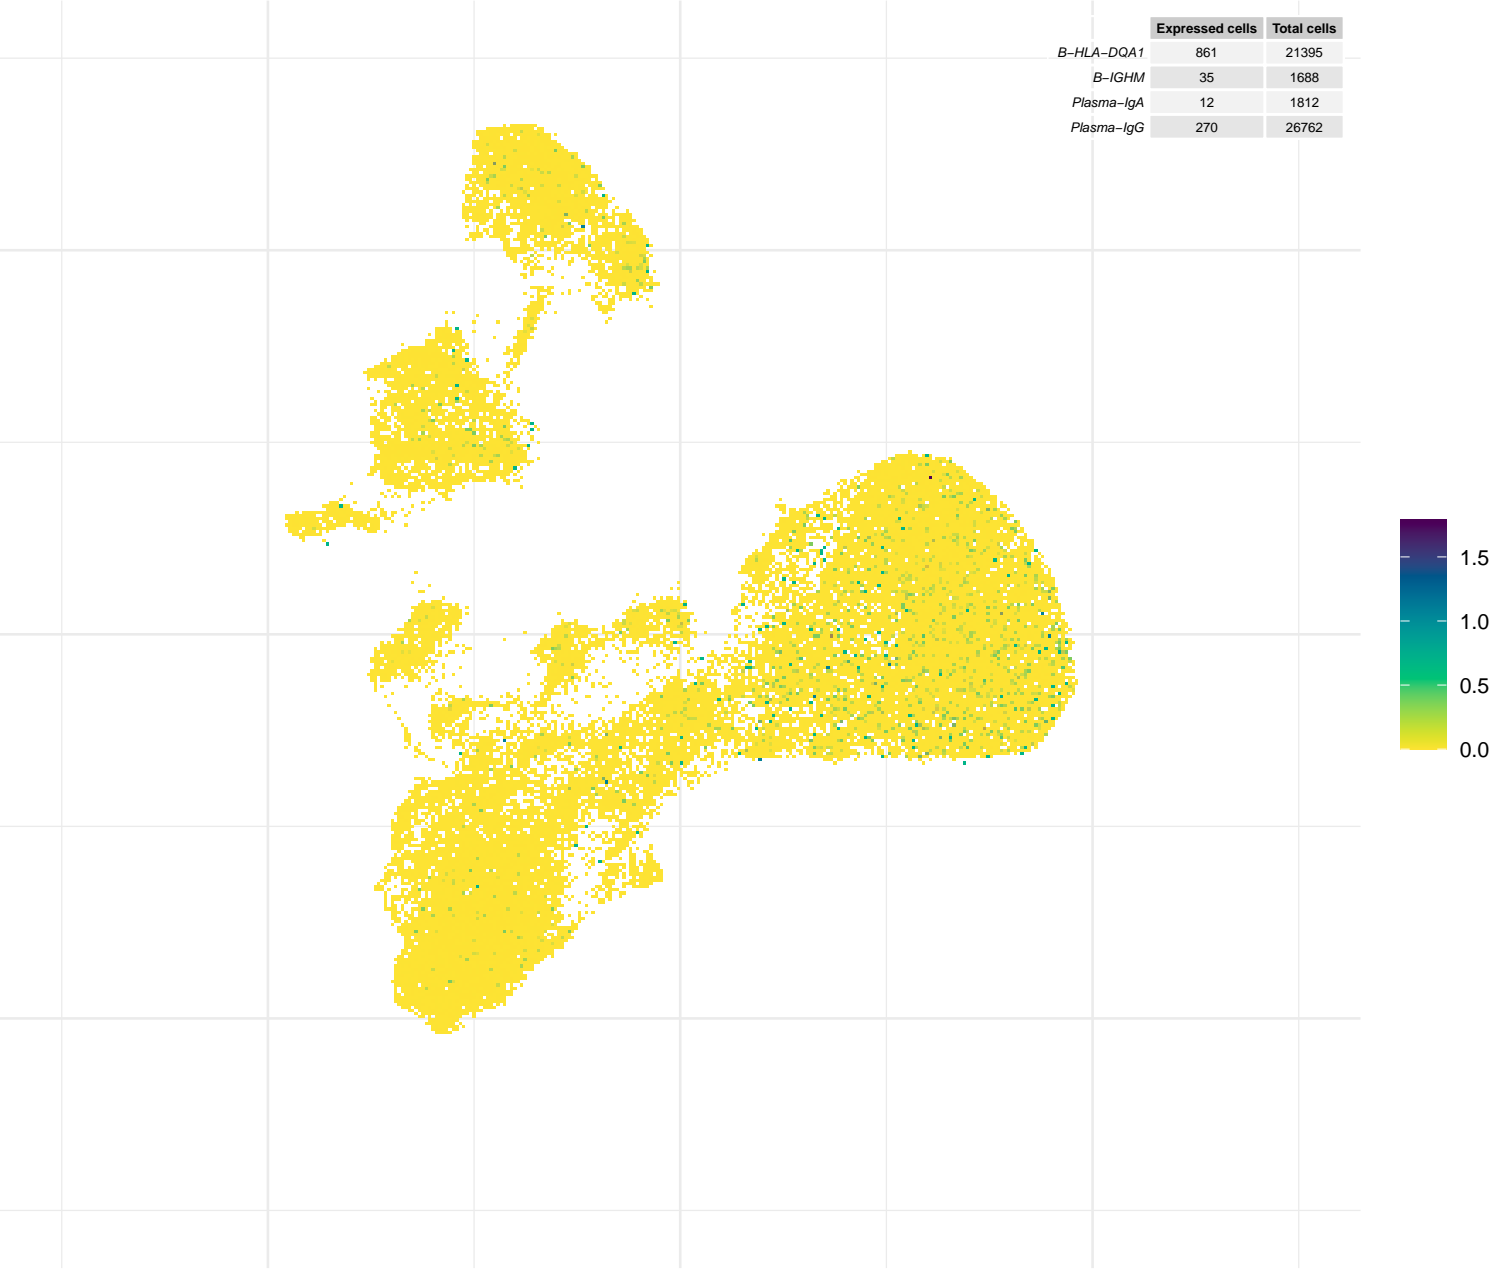 Expressed cells Total cells
B−HLA−DQA1 861 21395
B−IGHM 35 1688
Plasma−IgA 12 1812
Plasma−IgG 270 26762
1.5
1.0
0.5
0.0